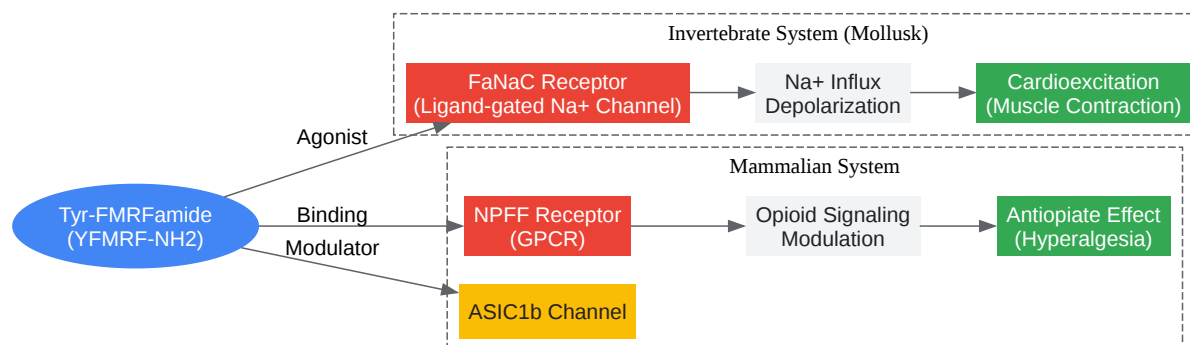 Invertebrate System (Mollusk)
FaNaC Receptor
(Ligand-gated Na+ Channel)
Na+ Influx
Depolarization
Cardioexcitation
(Muscle Contraction)
Agonist
Mammalian System
Tyr-FMRFamide
(YFMRF-NH2)
Binding
Modulator
NPFF Receptor
(GPCR)
Opioid Signaling
Modulation
Antiopiate Effect
(Hyperalgesia)
ASIC1b Channel